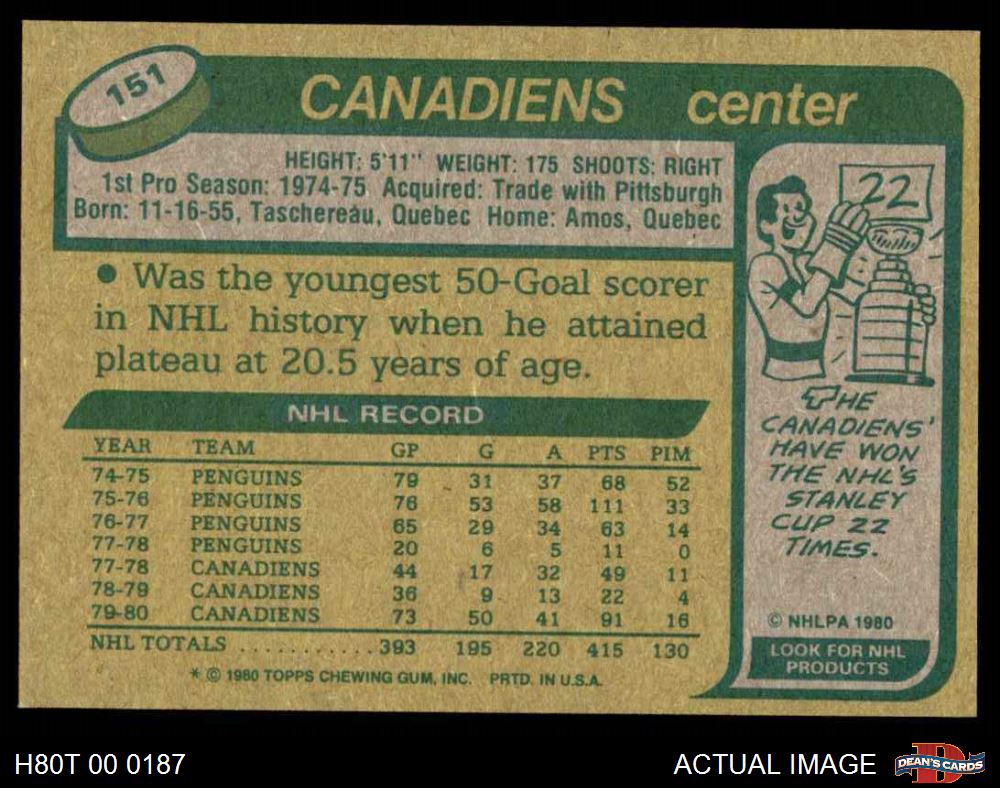 151
CANADIENS center
HEIGHT: 5'11" WEIGHT: 175 SHOOTS: RIGHT
1st Pro Season: 1974-75 Acquired: Trade with Pittsburgh
Born: 11-16-55, Taschereau, Quebec Home: Amos, Quebec
● Was the youngest 50-Goal scorer
in NHL history when he attained
plateau at 20.5 years of age.
NHL RECORD
YEAR TEAM GP G A PTS PIM
74-75 PENGUINS 79 31 37 68 52
75-76 PENGUINS 76 53 58 111 33
76-77 PENGUINS 65 29 34 63 14
77-78 PENGUINS 20 6 5 11 0
77-78 CANADIENS 44 17 32 49 11
78-79 CANADIENS 36 9 13 22 4
79-80 CANADIENS 73 50 41 91 16
NHL TOTALS ...........393 195 220 415 130
* © 1980 TOPPS CHEWING GUM, INC. PRTD. IN U.S.A.
22
THE
CANADIENS'
HAVE WON
THE NHL'S
STANLEY
CUP 22
TIMES.
© NHLPA 1980
LOOK FOR NHL
PRODUCTS
H80T 00 0187
ACTUAL IMAGE
D
DEAN'S CARDS